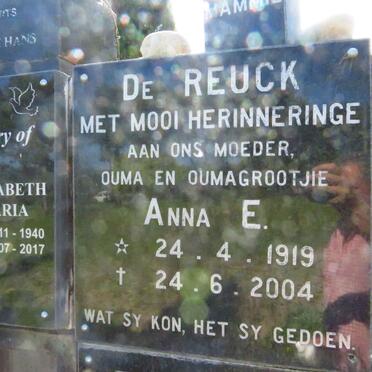 HANS
De REUCK
MET MOOI HERINNERINGE
AAN ONS MOEDER,
OUMA EN OUMAGROOTJIE
ANNA E.
☆ 24 . 4 . 1919
† 24 . 6 . 2004
WAT SY KON, HET SY GEDOEN.
ry of
ABETH
ARIA
11 - 1940
07 - 2017